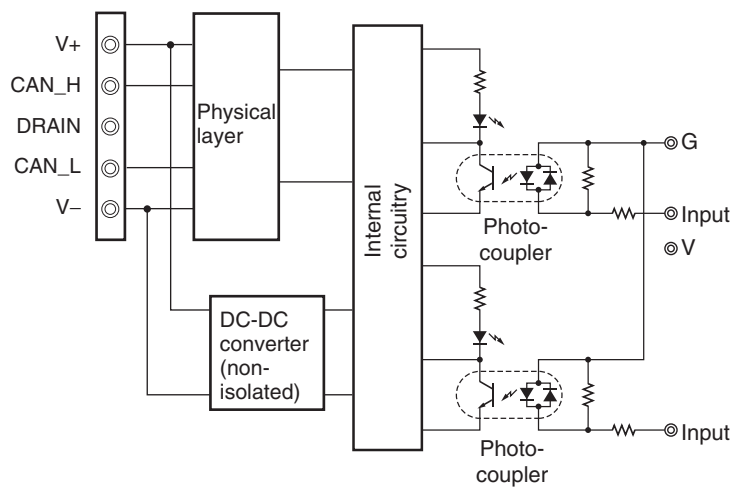 V+
CAN_H
DRAIN
CAN_L
V–
Physical
layer
DC-DC
converter
(non-
isolated)
Internal
circuitry
Photo-
coupler
Photo-
coupler
G
Input
V
Input